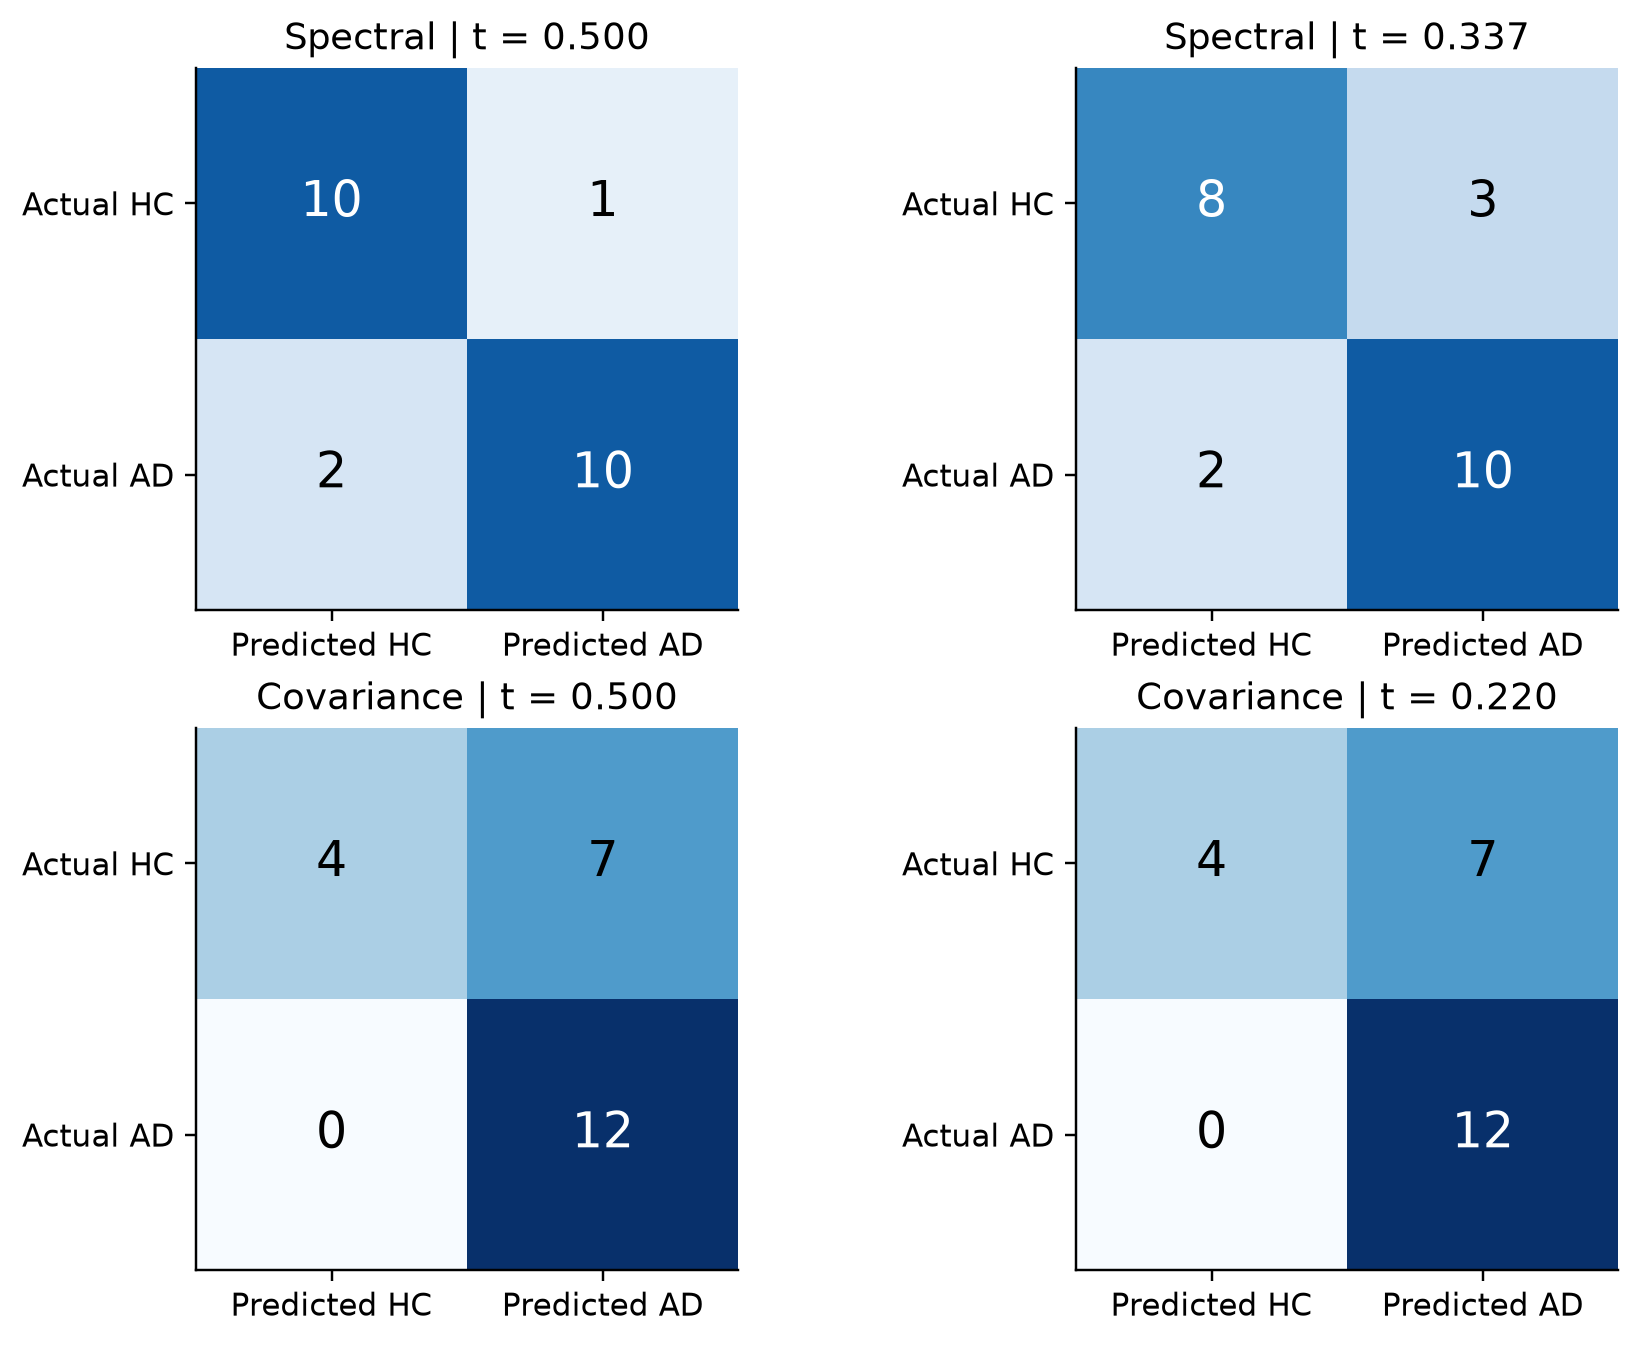 Spectral | t = 0.500
Actual HC
10
1
Actual AD
2
10
Predicted HC
Predicted AD
Spectral | t = 0.337
Actual HC
8
3
Actual AD
2
10
Predicted HC
Predicted AD
Covariance | t = 0.500
Actual HC
4
7
Actual AD
0
12
Predicted HC
Predicted AD
Covariance | t = 0.220
Actual HC
4
7
Actual AD
0
12
Predicted HC
Predicted AD